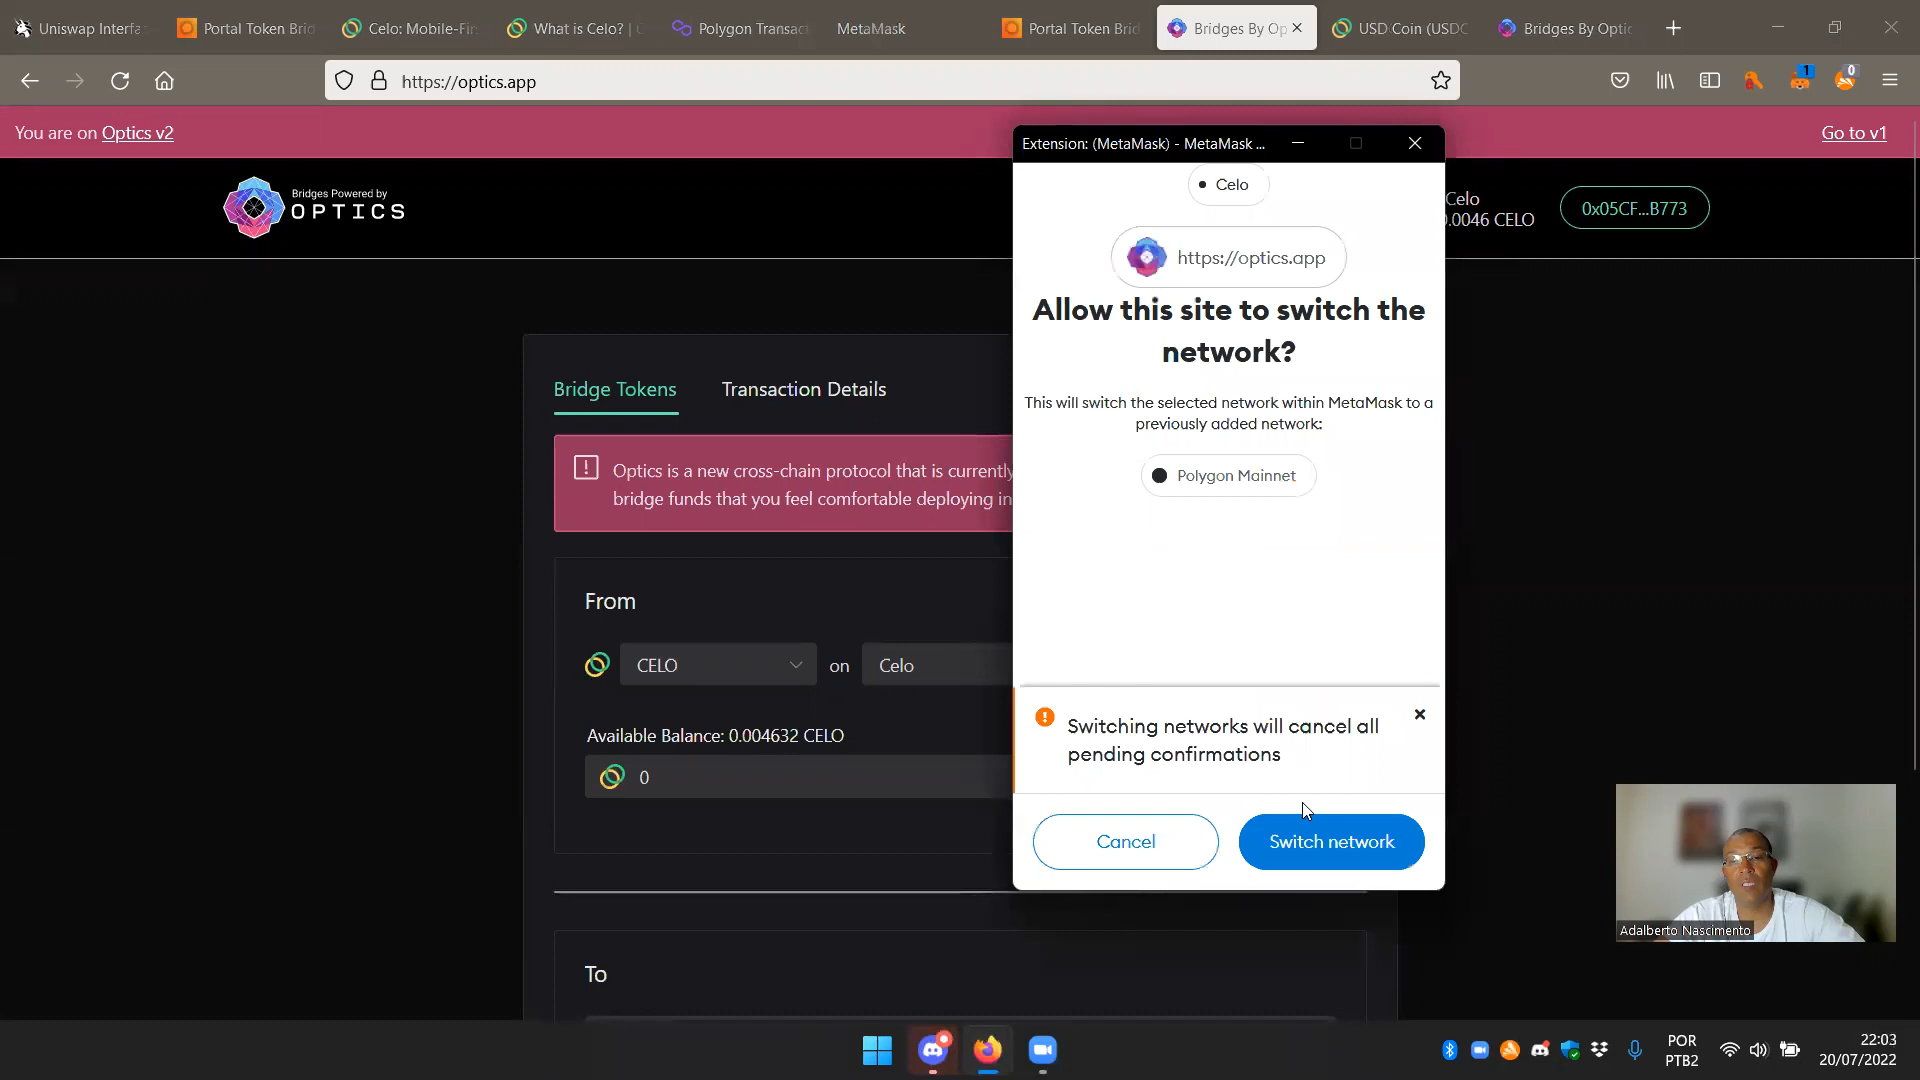 Uniswap Interfa
Portal Token Brid
Celo: Mobile-Fir
What is Celo? |
Polygon Transac
MetaMask
Portal Token Brid
Bridges By Op
USD Coin (USDC
Bridges By Optic
https://optics.app
1
0
You are on Optics v2
Go to v1
Bridges Powered by
OPTICS
Celo
.0046 CELO
0x05CF...B773
Extension: (MetaMask) - MetaMask ...
Celo
https://optics.app
Allow this site to switch the
network?
This will switch the selected network within MetaMask to a
previously added network:
Polygon Mainnet
Switching networks will cancel all
pending confirmations
Cancel
Switch network
Bridge Tokens
Transaction Details
Optics is a new cross-chain protocol that is currently
bridge funds that you feel comfortable deploying in
From
CELO
on
Celo
Available Balance: 0.004632 CELO
0
To
Adalberto Nascimento
POR
PTB2
22:03
20/07/2022